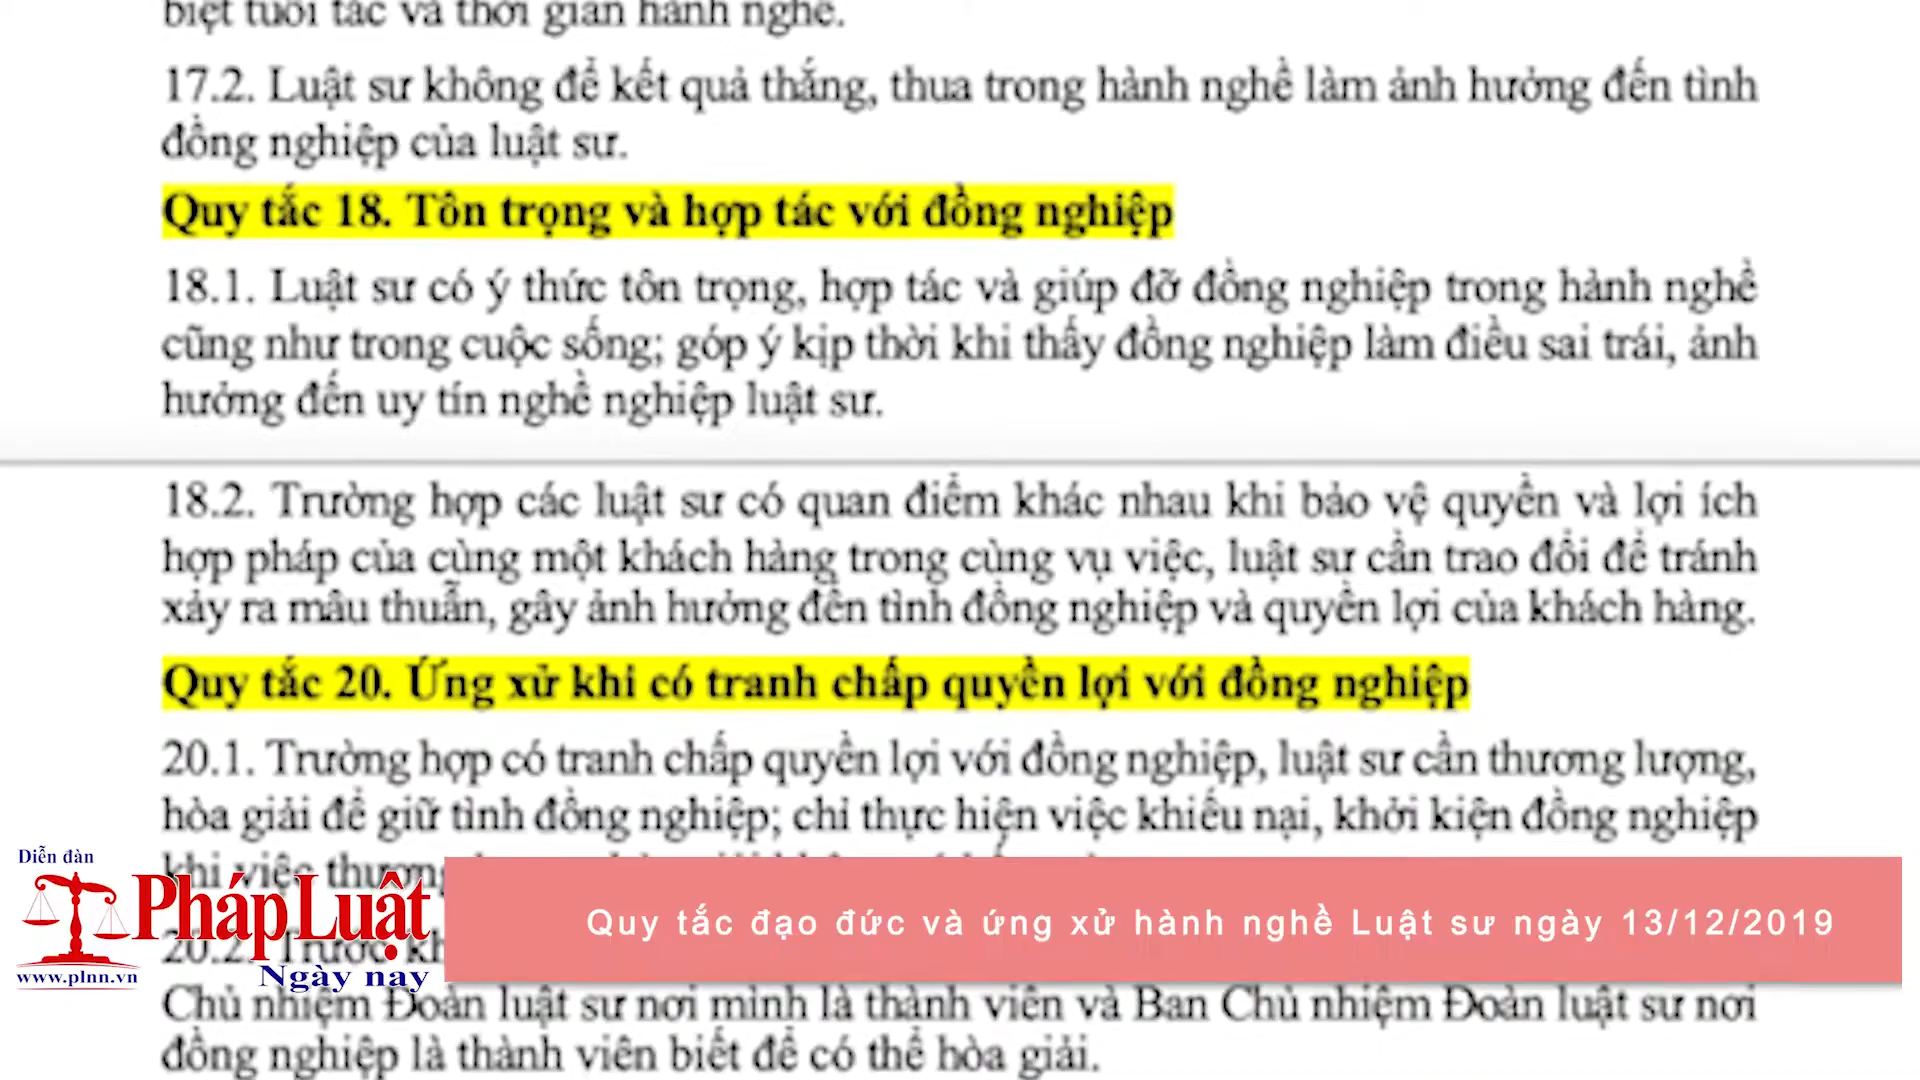 biệt tuổi tác và thời gian hành nghề.
17.2. Luật sư không để kết quả thắng, thua trong hành nghề làm ảnh hưởng đến tình
đồng nghiệp của luật sư.
Quy tắc 18. Tôn trọng và hợp tác với đồng nghiệp
18.1. Luật sư có ý thức tôn trọng, hợp tác và giúp đỡ đồng nghiệp trong hành nghề
cũng như trong cuộc sống; góp ý kịp thời khi thấy đồng nghiệp làm điều sai trái, ảnh
hưởng đến uy tín nghề nghiệp luật sư.
18.2. Trường hợp các luật sư có quan điểm khác nhau khi bảo vệ quyền và lợi ích
hợp pháp của cùng một khách hàng trong cùng vụ việc, luật sư cần trao đổi để tránh
xảy ra mâu thuẫn, gây ảnh hưởng đến tình đồng nghiệp và quyền lợi của khách hàng.
Quy tắc 20. Ứng xử khi có tranh chấp quyền lợi với đồng nghiệp
20.1. Trường hợp có tranh chấp quyền lợi với đồng nghiệp, luật sư cần thương lượng,
hòa giải để giữ tình đồng nghiệp; chỉ thực hiện việc khiếu nại, khởi kiện đồng nghiệp
khi việc thương
Diễn đàn
Pháp Luật
Ngày nay
www.plnn.vn
Quy tắc đạo đức và ứng xử hành nghề Luật sư ngày 13/12/2019
20.2. Trước
Chủ nhiệm Đoàn luật sư nơi mình là thành viên và Ban Chủ nhiệm Đoàn luật sư nơi
đồng nghiệp là thành viên biết để có thể hòa giải.